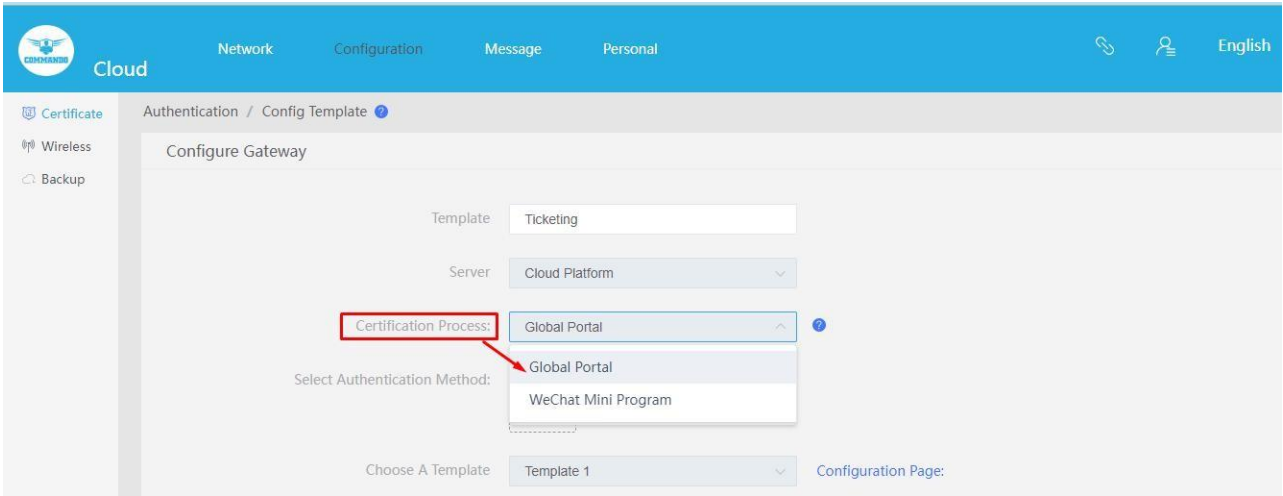 COMMANDO
Cloud
Network Configuration Message Personal English
Certificate
Wireless
Backup
Authentication / Config Template ?
Configure Gateway
Template Ticketing
Server Cloud Platform
Certification Process: Global Portal ?
Global Portal
Select Authentication Method:
WeChat Mini Program
Choose A Template Template 1 Configuration Page: